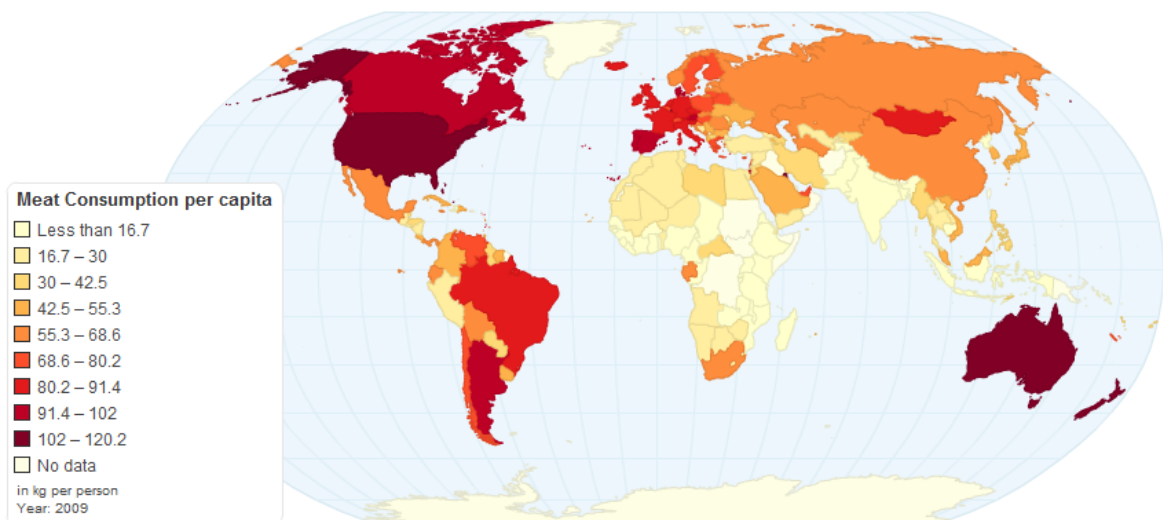 Meat Consumption per capita
Less than 16.7
16.7 – 30
30 – 42.5
42.5 – 55.3
55.3 – 68.6
68.6 – 80.2
80.2 – 91.4
91.4 – 102
102 – 120.2
No data
in kg per person
Year: 2009